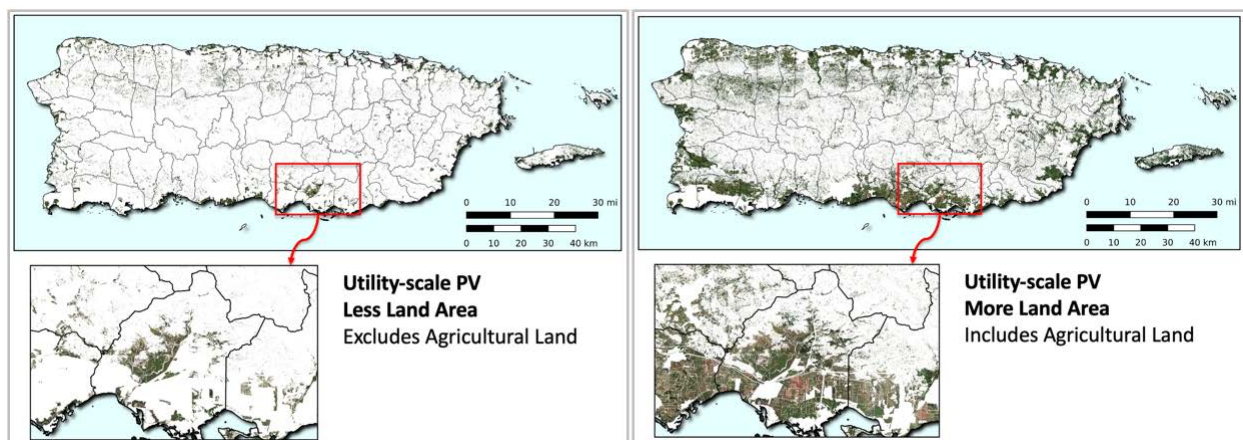 0 10 20 30 mi
0 10 20 30 40 km
Utility-scale PV
Less Land Area
Excludes Agricultural Land
0 10 20 30 mi
0 10 20 30 40 km
Utility-scale PV
More Land Area
Includes Agricultural Land